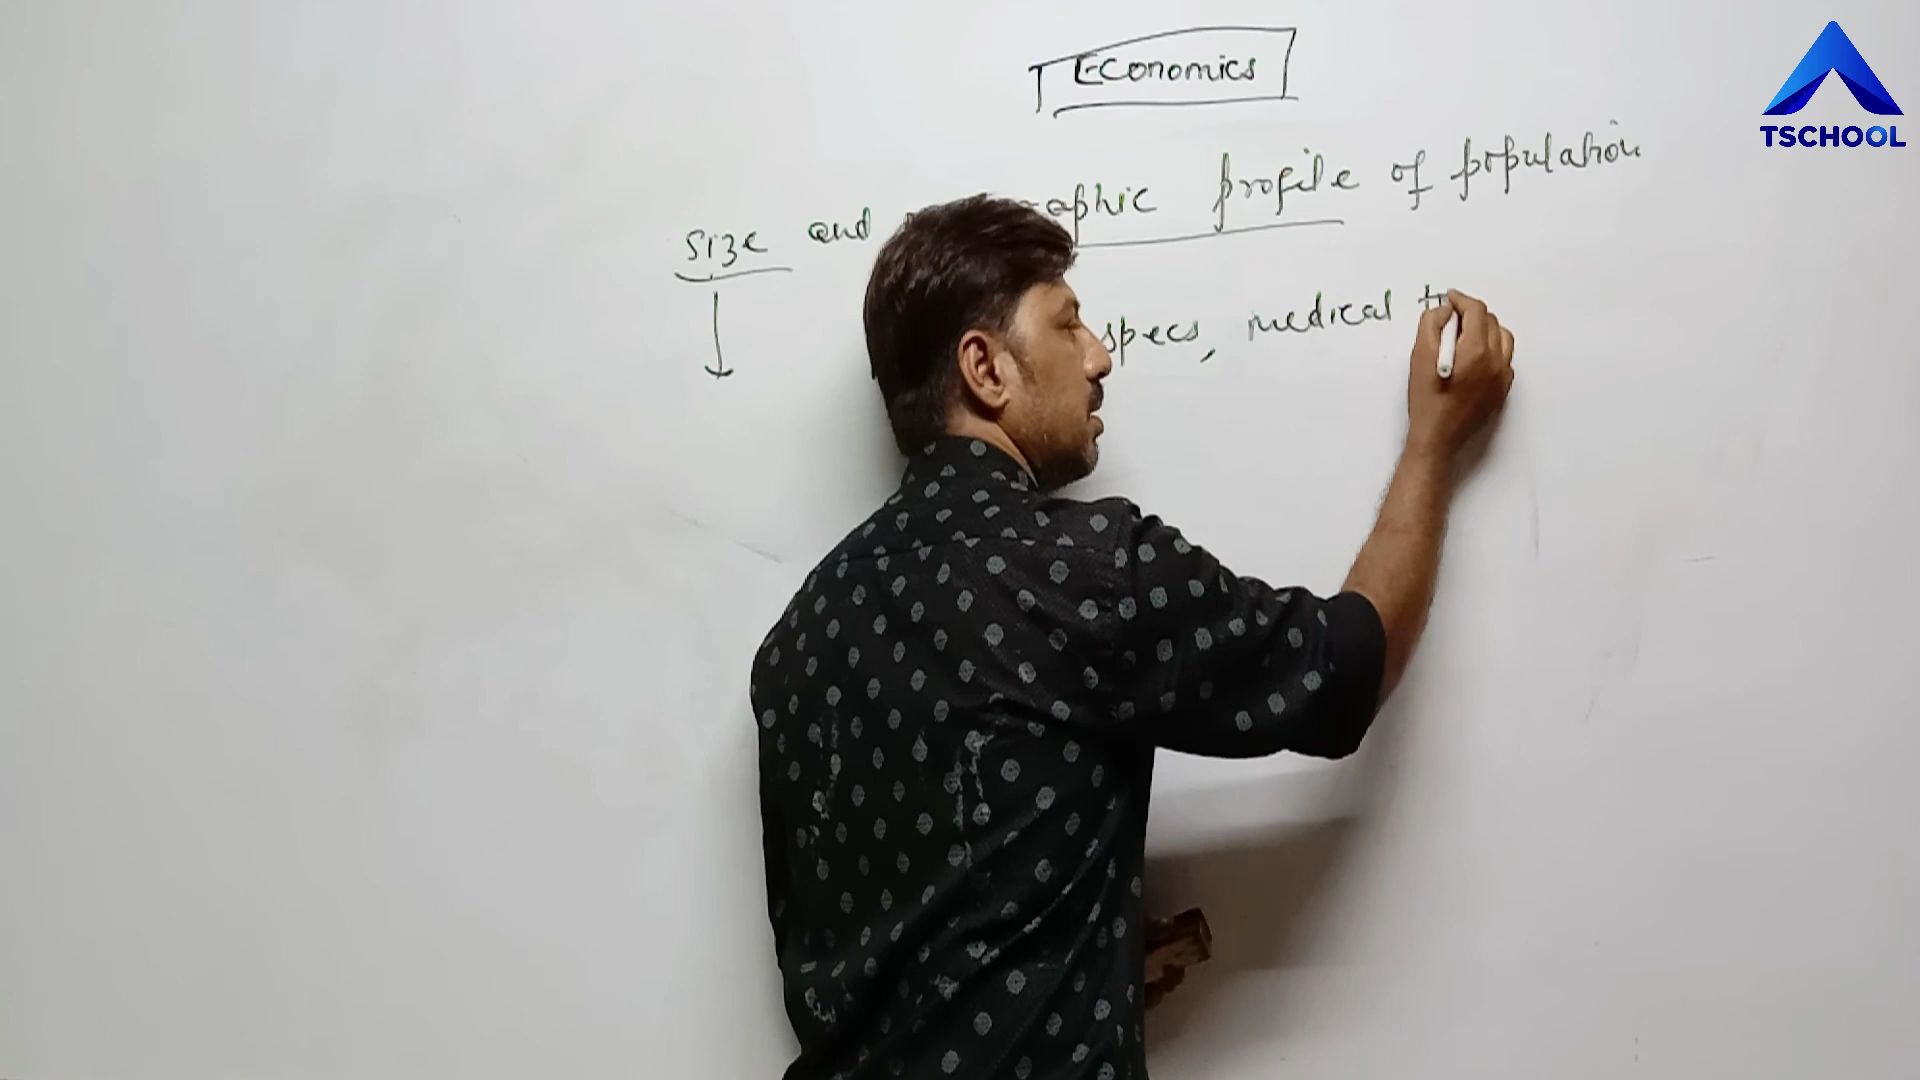 Economics
TSCHOOL
size and aphic profile of population
specs, medical